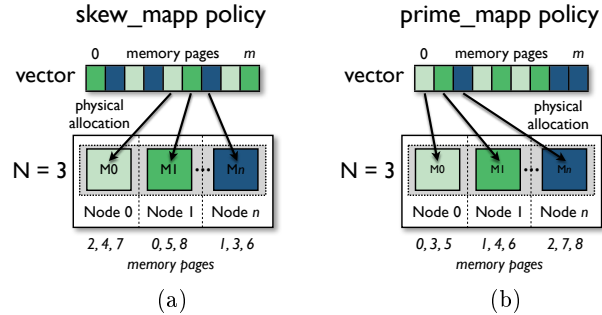 skew_mapp policy
0 memory pages m
vector
physical
allocation
N = 3
M0 M1 ••• Mn
Node 0 Node 1 Node n
2, 4, 7 0, 5, 8 1, 3, 6
memory pages
(a)
prime_mapp policy
0 memory pages m
vector
physical
allocation
N = 3
M0 M1 ••• Mn
Node 0 Node 1 Node n
0, 3, 5 1, 4, 6 2, 7, 8
memory pages
(b)